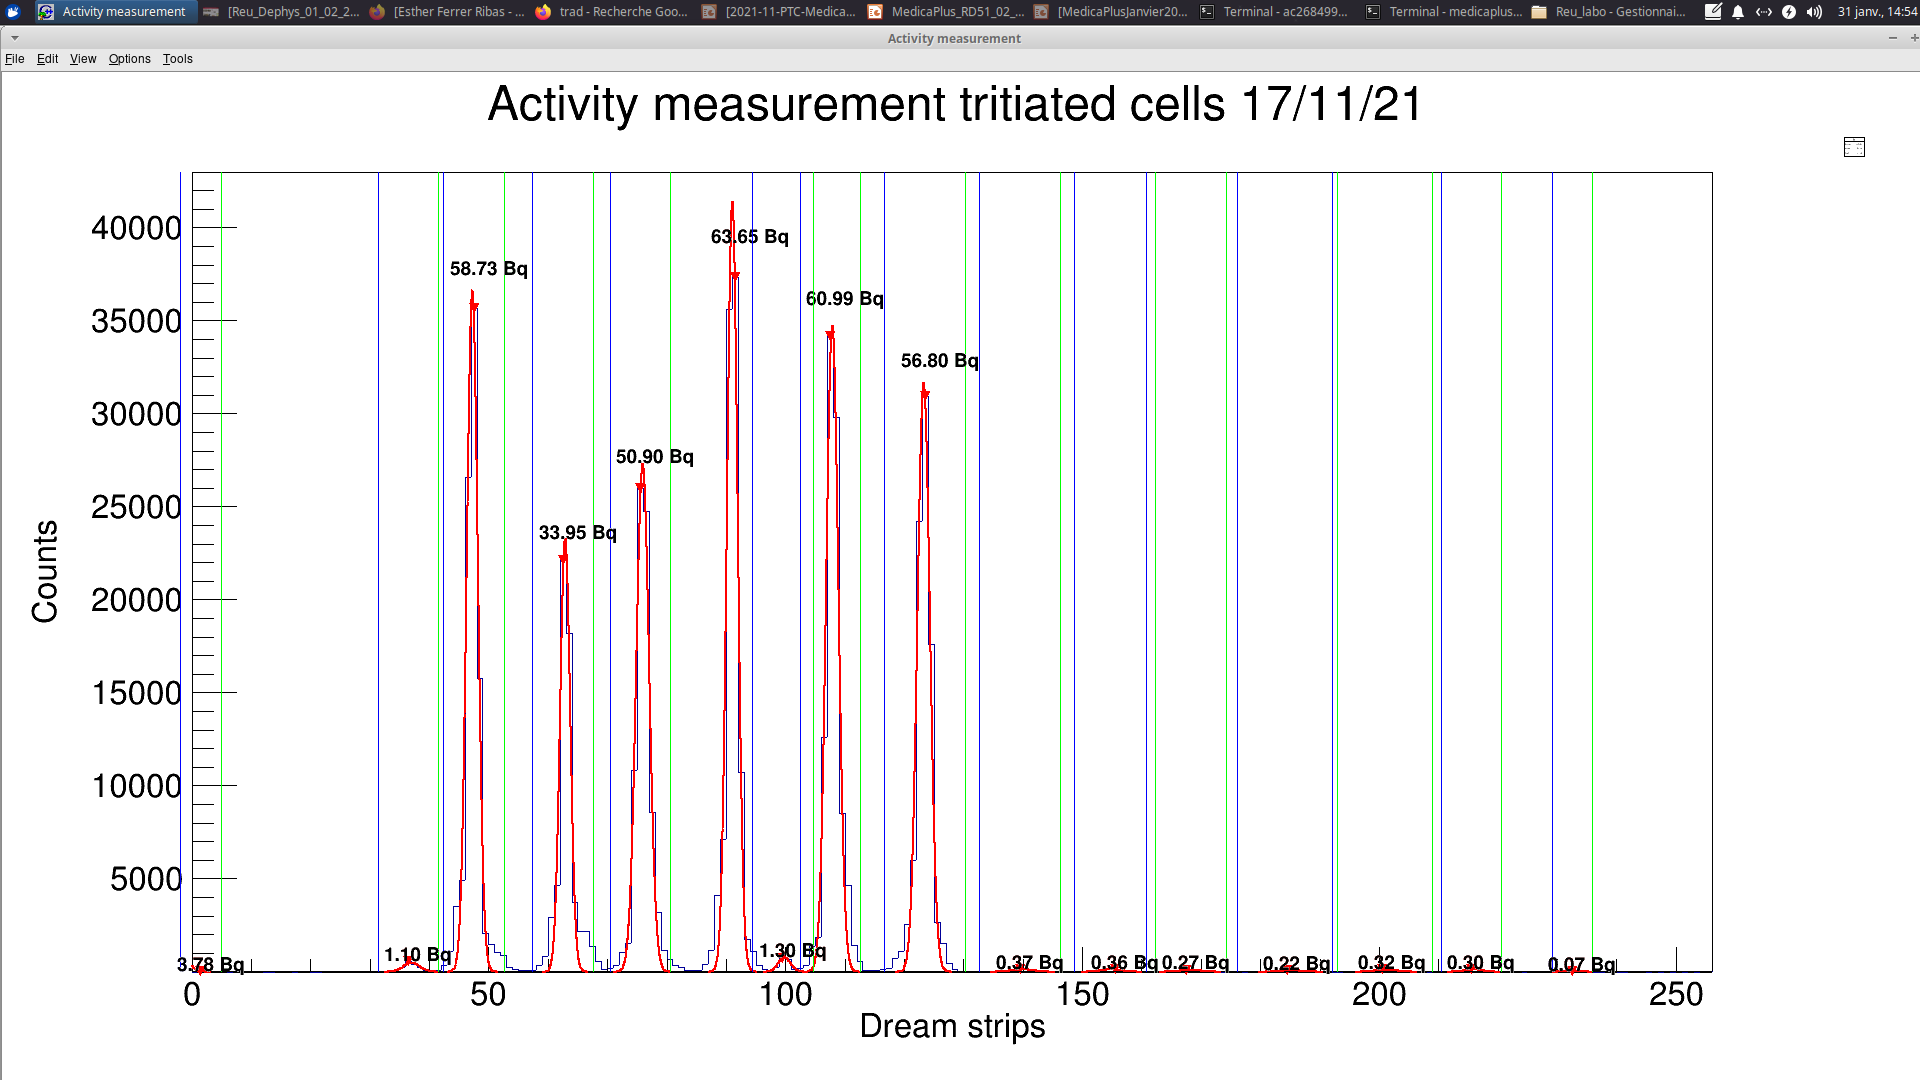 Activity measurement [Reu_Dephys_01_02_2... [Esther Ferrer Ribas - ... trad - Recherche Goo... [2021-11-PTC-Medica... MedicaPlus_RD51_02_... [MedicaPlusJanvier20... Terminal - ac268499... Terminal - medicaplus... Reu_labo - Gestionnai... 31 janv., 14:54
Activity measurement
File Edit View Options Tools
Activity measurement tritiated cells 17/11/21
63.65 Bq
40000
58.73 Bq
60.99 Bq
35000
56.80 Bq
30000
50.90 Bq
25000
33.95 Bq
20000
Counts
15000
10000
5000
3.78 Bq 1.10 Bq 1.30 Bq 0.37 Bq 0.36 Bq 0.27 Bq 0.22 Bq 0.32 Bq 0.30 Bq 0.07 Bq
0 50 100 150 200 250
Dream strips